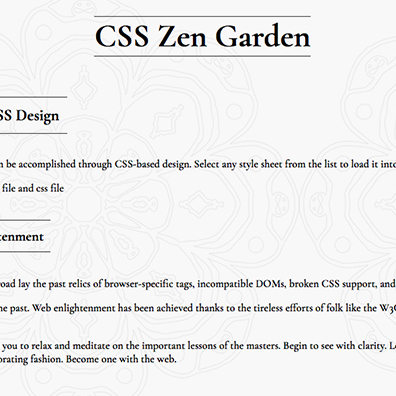 CSS Zen Garden
SS Design
n be accomplished through CSS-based design. Select any style sheet from the list to load it into
file and css file
tenment
road lay the past relics of browser-specific tags, incompatible DOMs, broken CSS support, and
he past. Web enlightenment has been achieved thanks to the tireless efforts of folk like the W3
you to relax and meditate on the important lessons of the masters. Begin to see with clarity. L
orating fashion. Become one with the web.